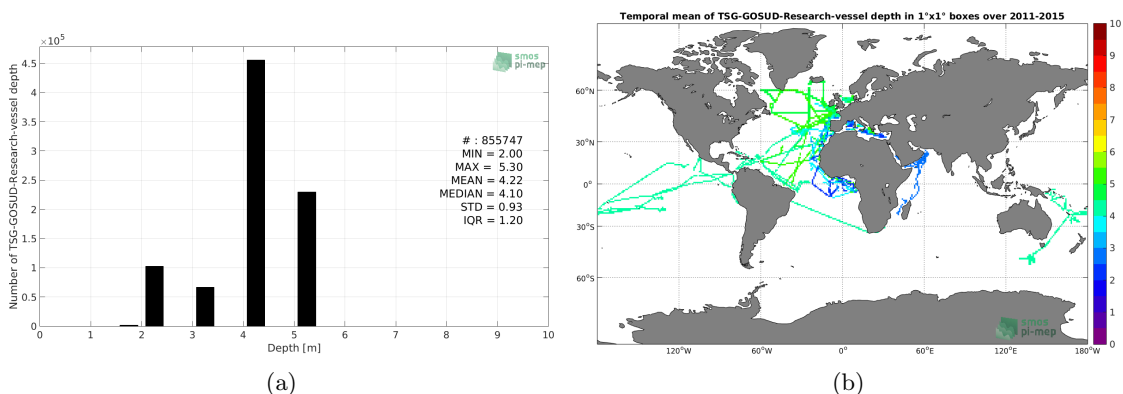 ×10⁵
4.5
4
3.5
3
2.5
2
1.5
1
0.5
0
Number of TSG-GOSUD-Research-vessel depth
smos
pi-mep
# : 855747
MIN = 2.00
MAX = 5.30
MEAN = 4.22
MEDIAN = 4.10
STD = 0.93
IQR = 1.20
0 1 2 3 4 5 6 7 8 9 10
Depth [m]
(a)
Temporal mean of TSG-GOSUD-Research-vessel depth in 1°x1° boxes over 2011-2015
60°N
30°N
0°
30°S
60°S
120°W 60°W 0° 60°E 120°E 180°W
smos
pi-mep
10
9
8
7
6
5
4
3
2
1
0
(b)